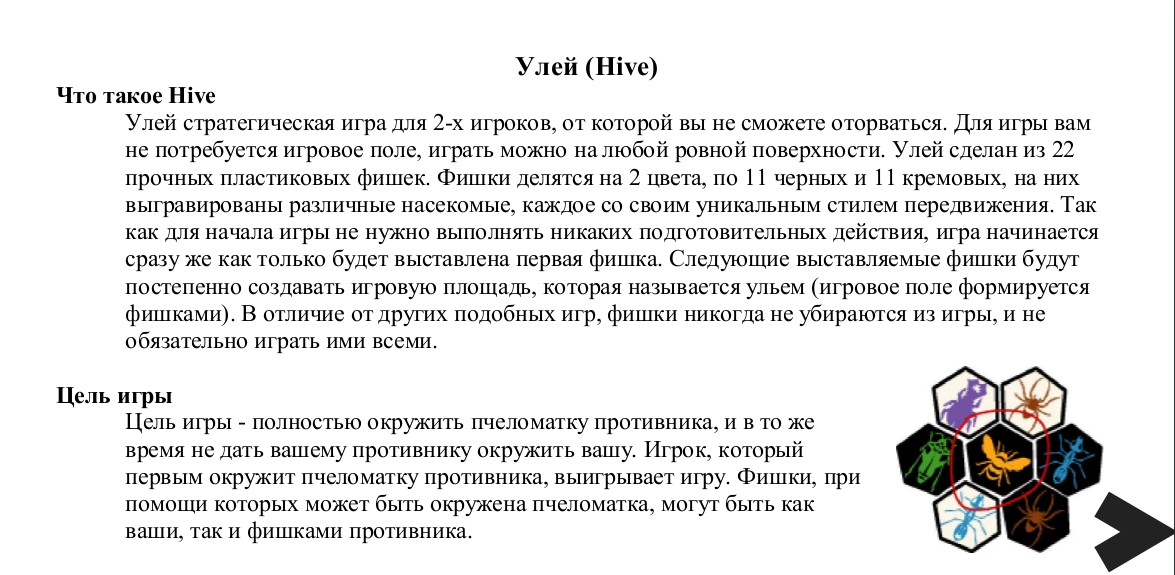 Улей (Hive)
Что такое Hive
Улей стратегическая игра для 2-х игроков, от которой вы не сможете оторваться. Для игры вам
не потребуется игровое поле, играть можно на любой ровной поверхности. Улей сделан из 22
прочных пластиковых фишек. Фишки делятся на 2 цвета, по 11 черных и 11 кремовых, на них
выгравированы различные насекомые, каждое со своим уникальным стилем передвижения. Так
как для начала игры не нужно выполнять никаких подготовительных действия, игра начинается
сразу же как только будет выставлена первая фишка. Следующие выставляемые фишки будут
постепенно создавать игровую площадь, которая называется ульем (игровое поле формируется
фишками). В отличие от других подобных игр, фишки никогда не убираются из игры, и не
обязательно играть ими всеми.
Цель игры
Цель игры - полностью окружить пчеломатку противника, и в то же
время не дать вашему противнику окружить вашу. Игрок, который
первым окружит пчеломатку противника, выигрывает игру. Фишки, при
помощи которых может быть окружена пчеломатка, могут быть как
ваши, так и фишками противника.